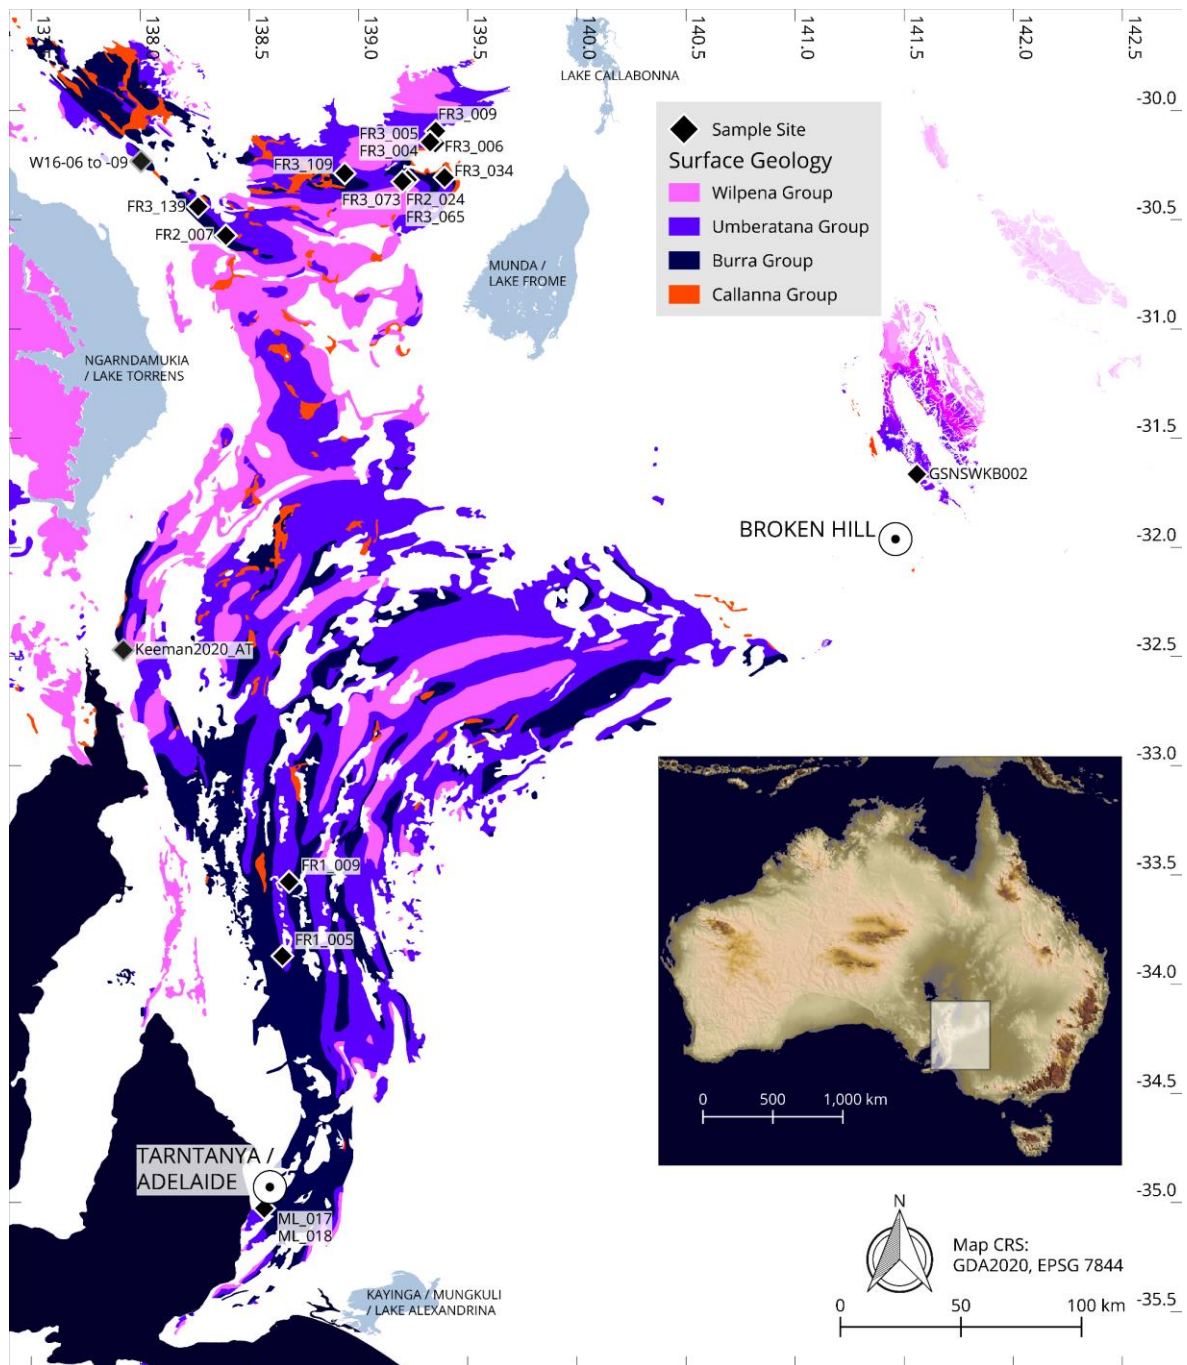 137.5
138.0
138.5
139.0
139.5
140.0
140.5
141.0
141.5
142.0
142.5
LAKE CALLABONNA
-30.0
FR3_009
FR3_005
FR3_004
FR3_006
W16-06 to -09
FR3_109
FR3_034
FR3_073
FR2_024
FR3_065
FR3_139
FR2_007
Sample Site
Surface Geology
Wilpena Group
Umberatana Group
Burra Group
Callanna Group
-30.5
MUNDA /
LAKE FROME
-31.0
NGARNDAMUKIA
/ LAKE TORRENS
-31.5
GSNSWKB002
BROKEN HILL
-32.0
Keeman2020_AT
-32.5
-33.0
FR1_009
-33.5
FR1_005
-34.0
0
500
1,000 km
-34.5
TARNTANYA /
ADELAIDE
-35.0
ML_017
ML_018
N
Map CRS:
GDA2020, EPSG 7844
KAYINGA / MUNGKULI
/ LAKE ALEXANDRINA
0
50
100 km
-35.5